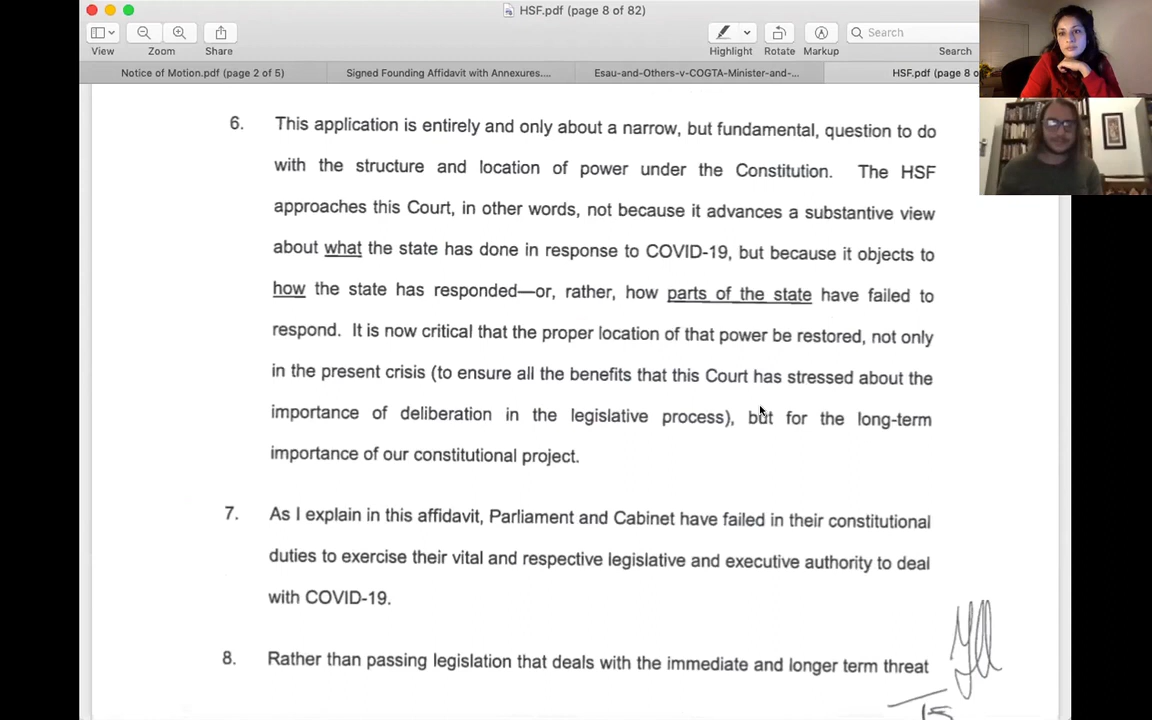 HSF.pdf (page 8 of 82)
View
Zoom
Share
Highlight
Rotate
Markup
Search
Search
Notice of Motion.pdf (page 2 of 5)
Signed Founding Affidavit with Annexures....
Esau-and-Others-v-COGTA-Minister-and-...
HSF.pdf (page 8 o
6. This application is entirely and only about a narrow, but fundamental, question to do
with the structure and location of power under the Constitution. The HSF
approaches this Court, in other words, not because it advances a substantive view
about what the state has done in response to COVID-19, but because it objects to
how the state has responded—or, rather, how parts of the state have failed to
respond. It is now critical that the proper location of that power be restored, not only
in the present crisis (to ensure all the benefits that this Court has stressed about the
importance of deliberation in the legislative process), but for the long-term
importance of our constitutional project.
7. As I explain in this affidavit, Parliament and Cabinet have failed in their constitutional
duties to exercise their vital and respective legislative and executive authority to deal
with COVID-19.
8. Rather than passing legislation that deals with the immediate and longer term threat